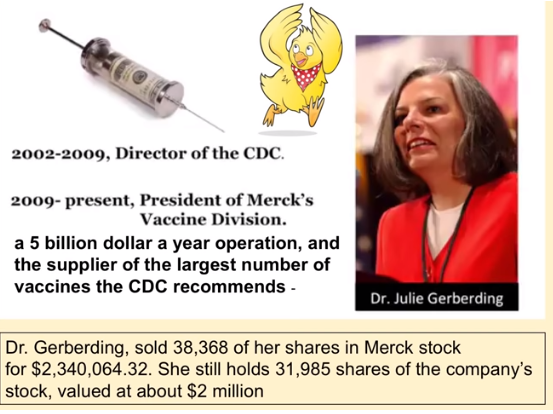 2002-2009, Director of the CDC.
2009- present, President of Merck's
Vaccine Division.
a 5 billion dollar a year operation, and
the supplier of the largest number of
vaccines the CDC recommends -
Dr. Julie Gerberding
Dr. Gerberding, sold 38,368 of her shares in Merck stock
for $2,340,064.32. She still holds 31,985 shares of the company's
stock, valued at about $2 million